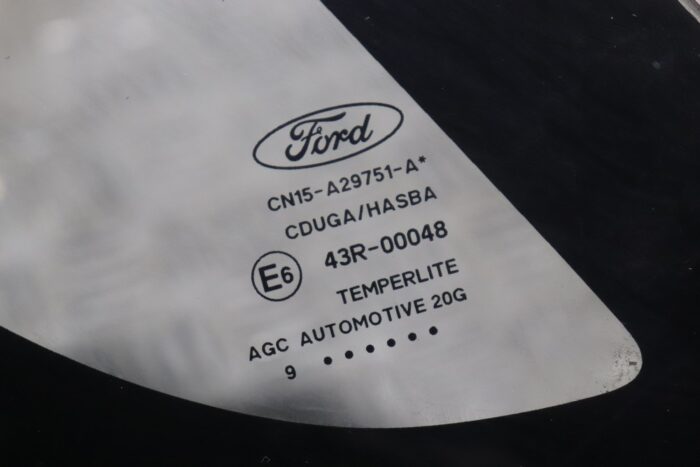 Ford
CN15-A29751-A*
CDUGA/HASBA
E6 43R-00048
TEMPERLITE
AGC AUTOMOTIVE 20G
9 ••••••